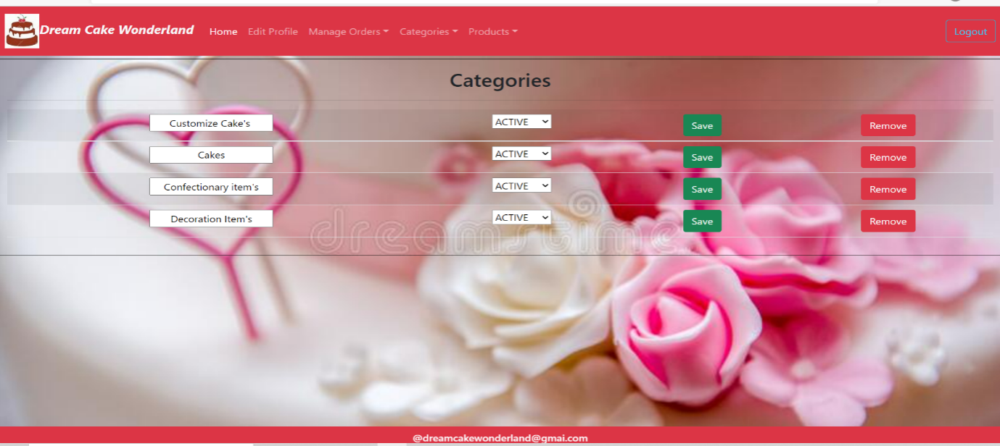 Dream Cake Wonderland Home Edit Profile Manage Orders Categories Products Logout
Categories
Customize Cake's ACTIVE Save Remove
Cakes ACTIVE Save Remove
Confectionary item's ACTIVE Save Remove
Decoration Item's ACTIVE Save Remove
dreamstime
@dreamcakewonderland@gmai.com